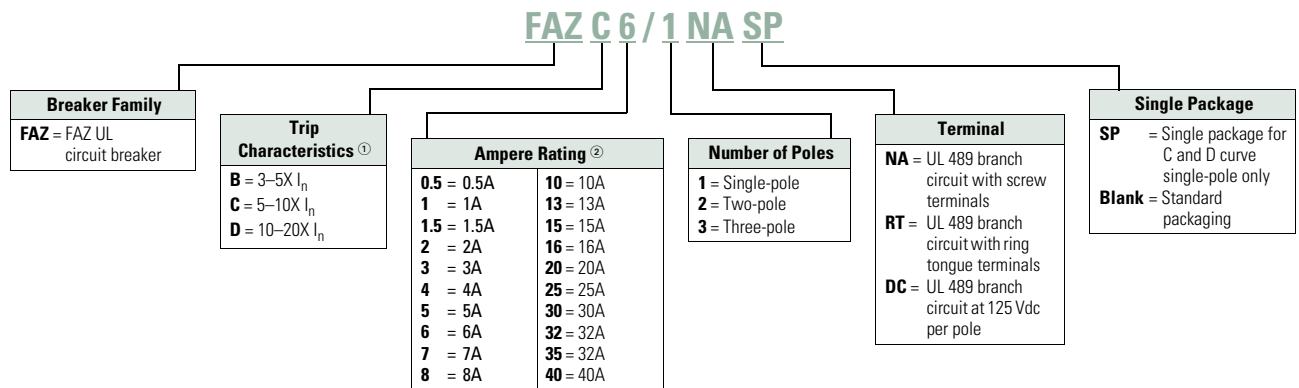 FAZ C 6 / 1 NA SP
Breaker Family
FAZ = FAZ UL
circuit breaker
Trip
Characteristics ①
B = 3–5X In
C = 5–10X In
D = 10–20X In
Ampere Rating ②
0.5 = 0.5A
1 = 1A
1.5 = 1.5A
2 = 2A
3 = 3A
4 = 4A
5 = 5A
6 = 6A
7 = 7A
8 = 8A
10 = 10A
13 = 13A
15 = 15A
16 = 16A
20 = 20A
25 = 25A
30 = 30A
32 = 32A
35 = 32A
40 = 40A
Number of Poles
1 = Single-pole
2 = Two-pole
3 = Three-pole
Terminal
NA = UL 489 branch
circuit with screw
terminals
RT = UL 489 branch
circuit with ring
tongue terminals
DC = UL 489 branch
circuit at 125 Vdc
per pole
Single Package
SP = Single package for
C and D curve
single-pole only
Blank = Standard
packaging